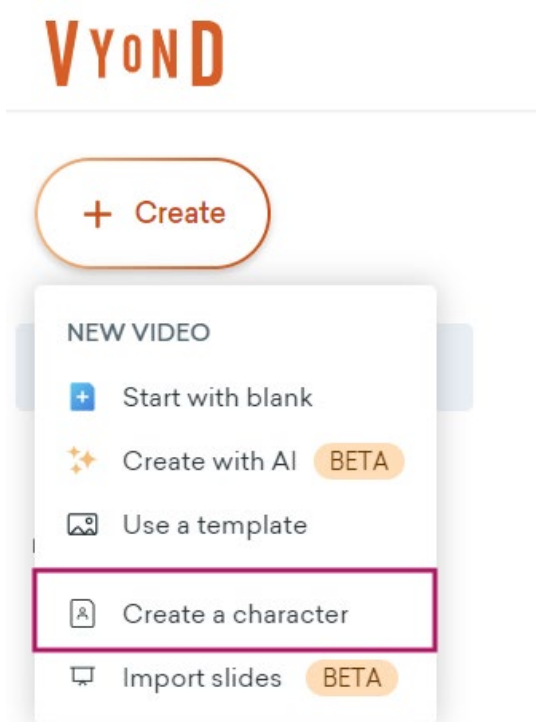 VYOND
+ Create
NEW VIDEO
Start with blank
Create with AI BETA
Use a template
Create a character
Import slides BETA